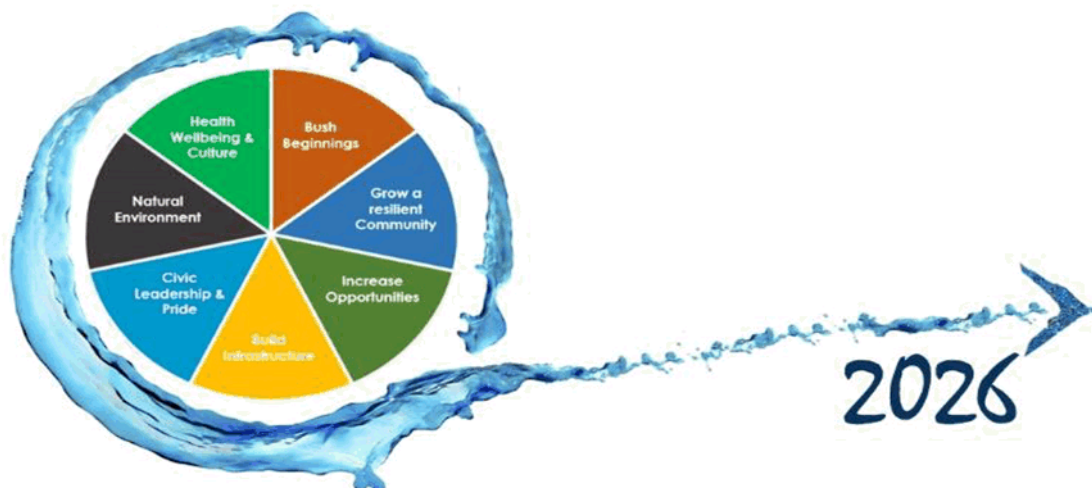 Health
Wellbeing &
Culture
Bush
Beginnings
Grow a
resilient
Community
Increase
Opportunities
Build
Infrastructure
Civic
Leadership &
Pride
Natural
Environment
2026